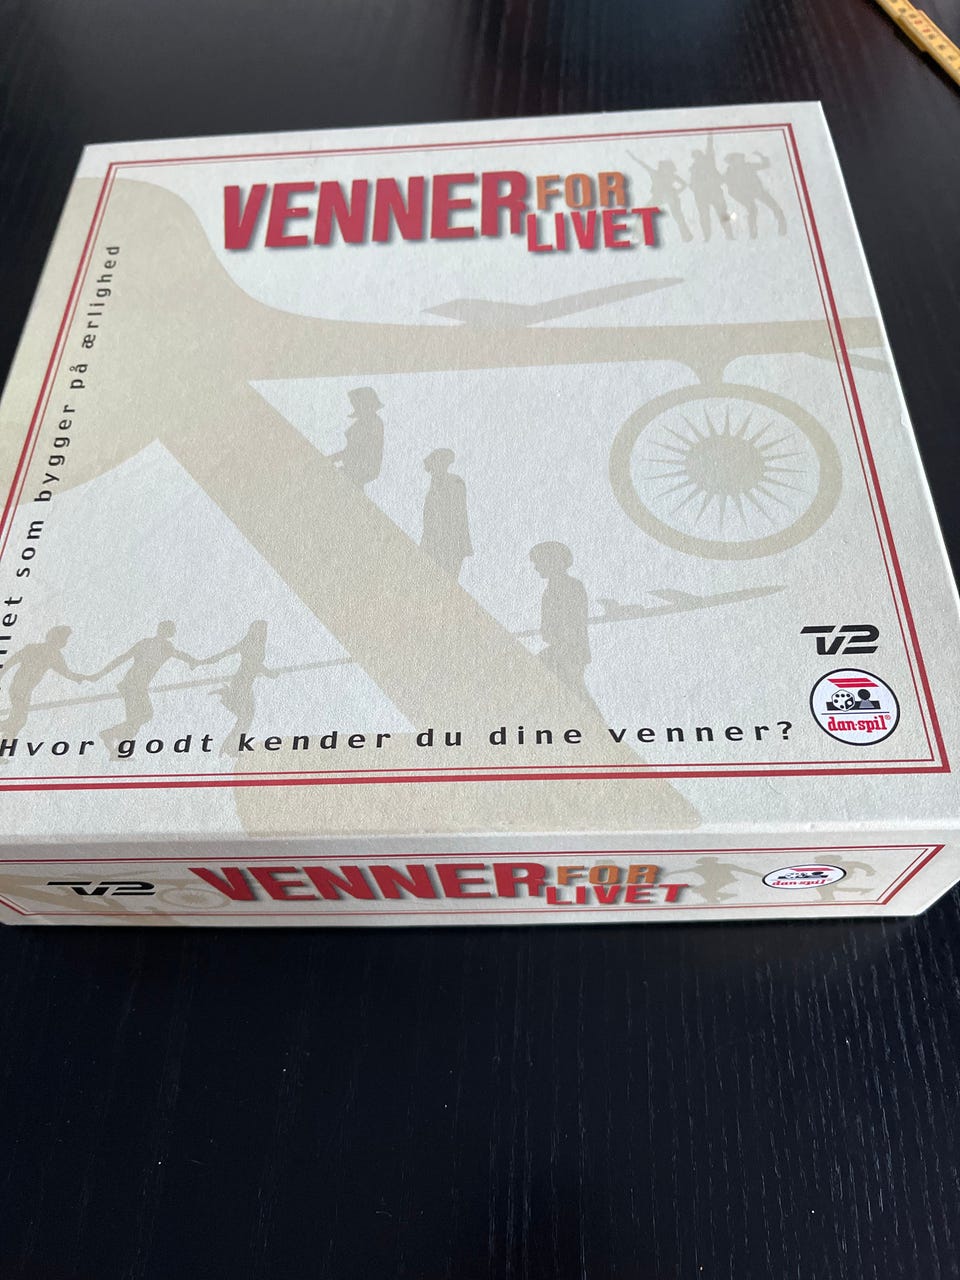 VENNER FOR LIVET
som bygger på ærlighed
TV2
dan-spil®
Hvor godt kender du dine venner?
TV2
VENNER FOR LIVET
dan-spil